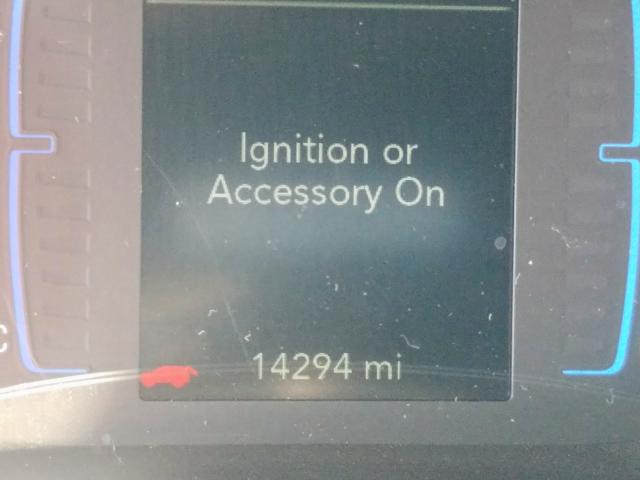 Ignition or
Accessory On
14294 mi
C